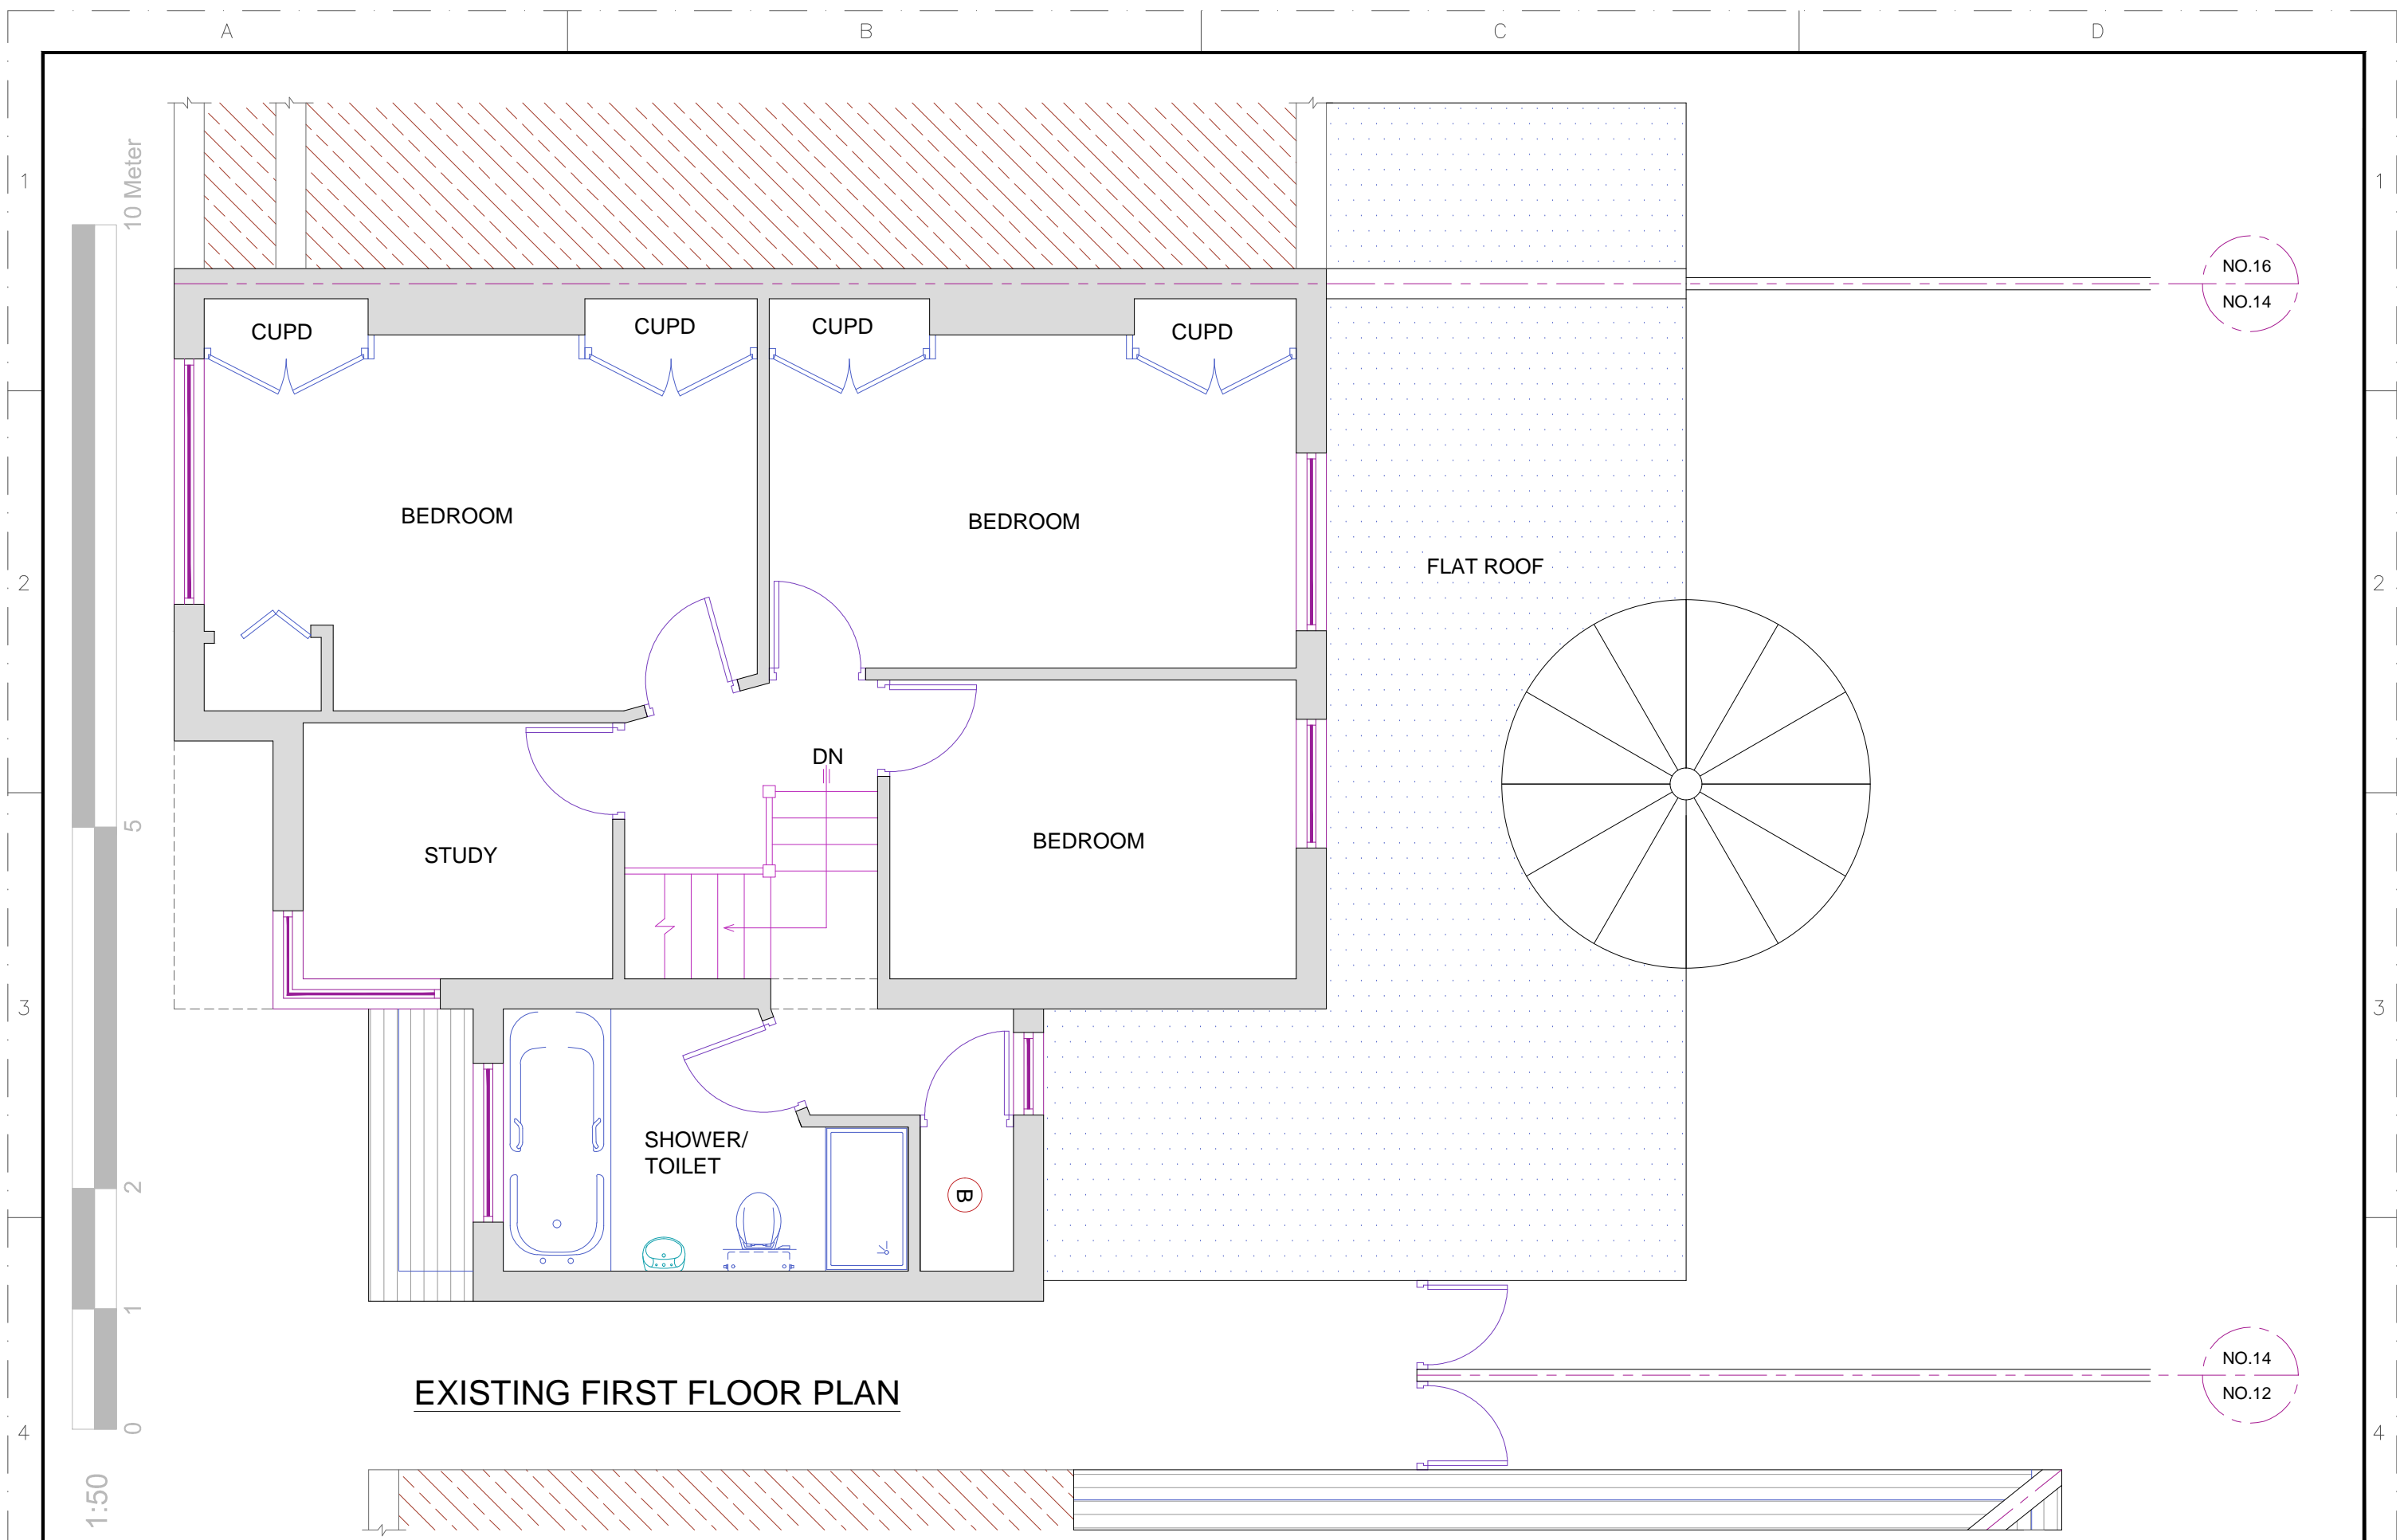 A B C D
1 1
10 Meter
NO.16
NO.14
CUPD CUPD CUPD CUPD
BEDROOM BEDROOM
FLAT ROOF
2 2
DN
5
STUDY BEDROOM
3 3
SHOWER/
TOILET
2
B
1
NO.14
NO.12
EXISTING FIRST FLOOR PLAN
0
4 4
1:50